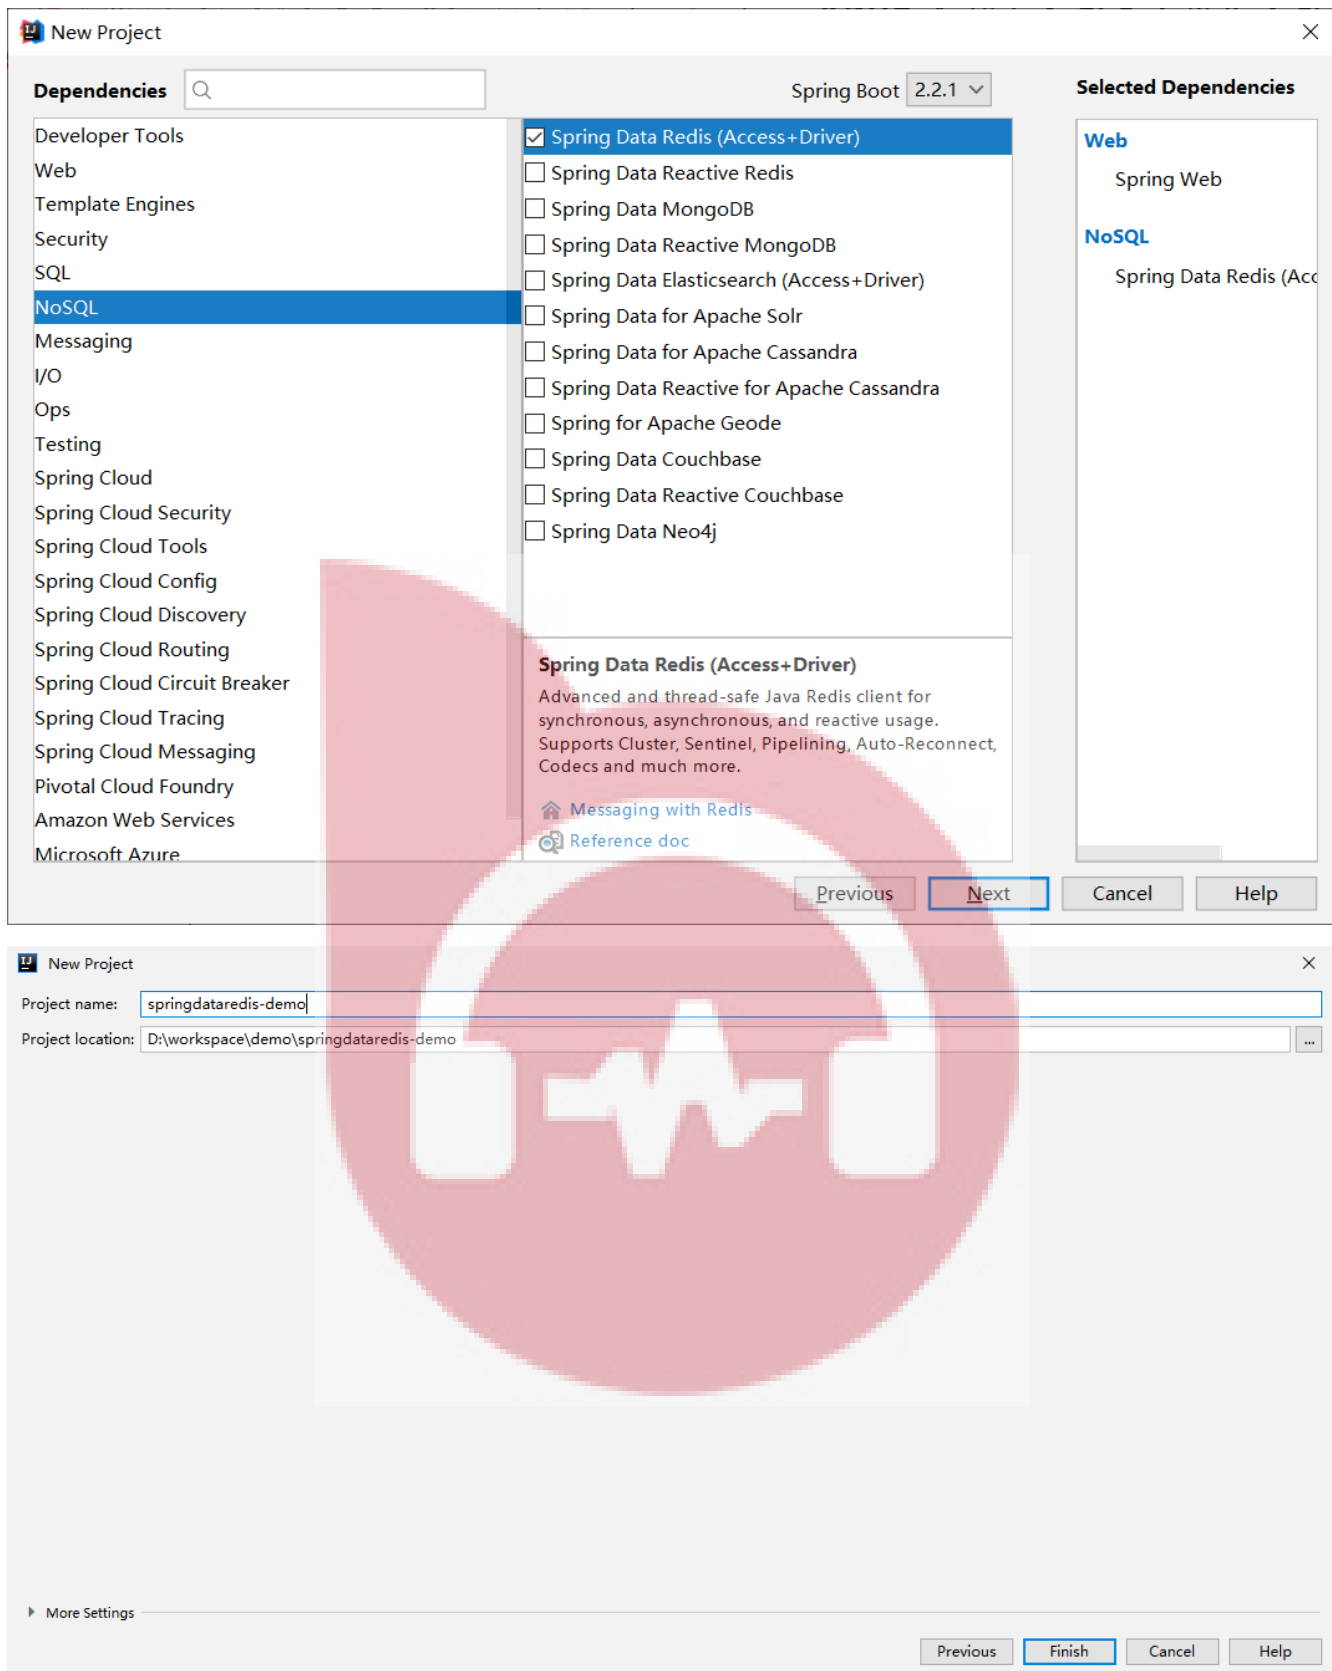 New Project
Dependencies
Spring Boot 2.2.1
Selected Dependencies
Developer Tools
Web
Template Engines
Security
SQL
NoSQL
Messaging
I/O
Ops
Testing
Spring Cloud
Spring Cloud Security
Spring Cloud Tools
Spring Cloud Config
Spring Cloud Discovery
Spring Cloud Routing
Spring Cloud Circuit Breaker
Spring Cloud Tracing
Spring Cloud Messaging
Pivotal Cloud Foundry
Amazon Web Services
Microsoft Azure
Spring Data Redis (Access+Driver)
Spring Data Reactive Redis
Spring Data MongoDB
Spring Data Reactive MongoDB
Spring Data Elasticsearch (Access+Driver)
Spring Data for Apache Solr
Spring Data for Apache Cassandra
Spring Data Reactive for Apache Cassandra
Spring for Apache Geode
Spring Data Couchbase
Spring Data Reactive Couchbase
Spring Data Neo4j
Spring Data Redis (Access+Driver)
Advanced and thread-safe Java Redis client for
synchronous, asynchronous, and reactive usage.
Supports Cluster, Sentinel, Pipelining, Auto-Reconnect,
Codecs and much more.
Messaging with Redis
Reference doc
Web
Spring Web
NoSQL
Spring Data Redis (Acc
Previous
Next
Cancel
Help
New Project
Project name: springdataredis-demo
Project location: D:\workspace\demo\springdataredis-demo
...
More Settings
Previous
Finish
Cancel
Help